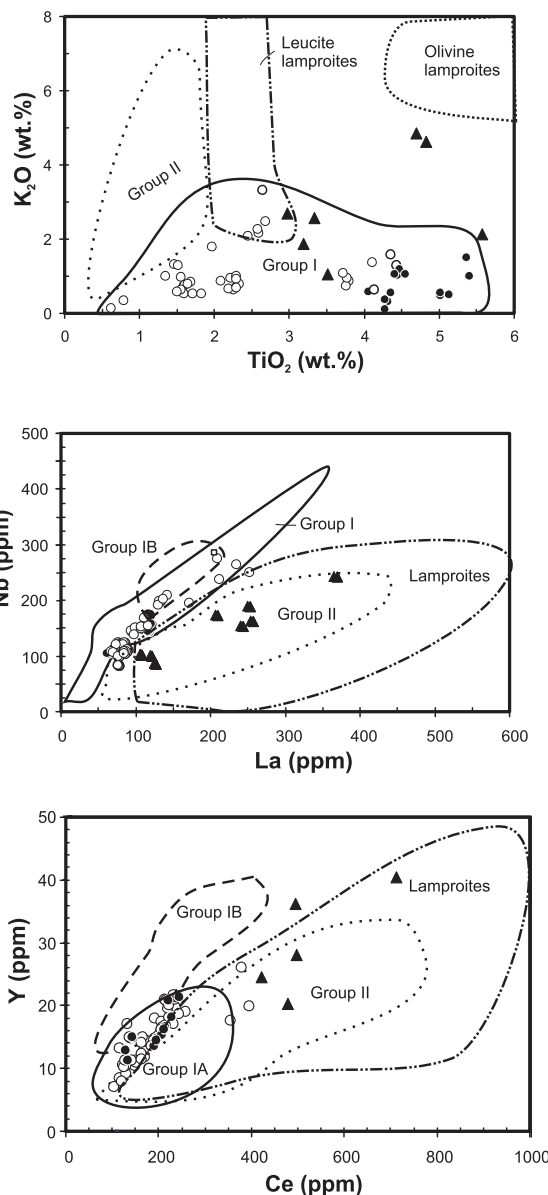 8
6
4
2
0
K₂O (wt.%)
Leucite
lamproites
Olivine
lamproites
Group II
Group I
0 1 2 3 4 5 6
TiO₂ (wt.%)
500
400
300
200
100
0
Nb (ppm)
Group IB
Group I
Lamproites
Group II
0 100 200 300 400 500 600
La (ppm)
50
40
30
20
10
0
Y (ppm)
Group IB
Lamproites
Group II
Group IA
0 200 400 600 800 1000
Ce (ppm)